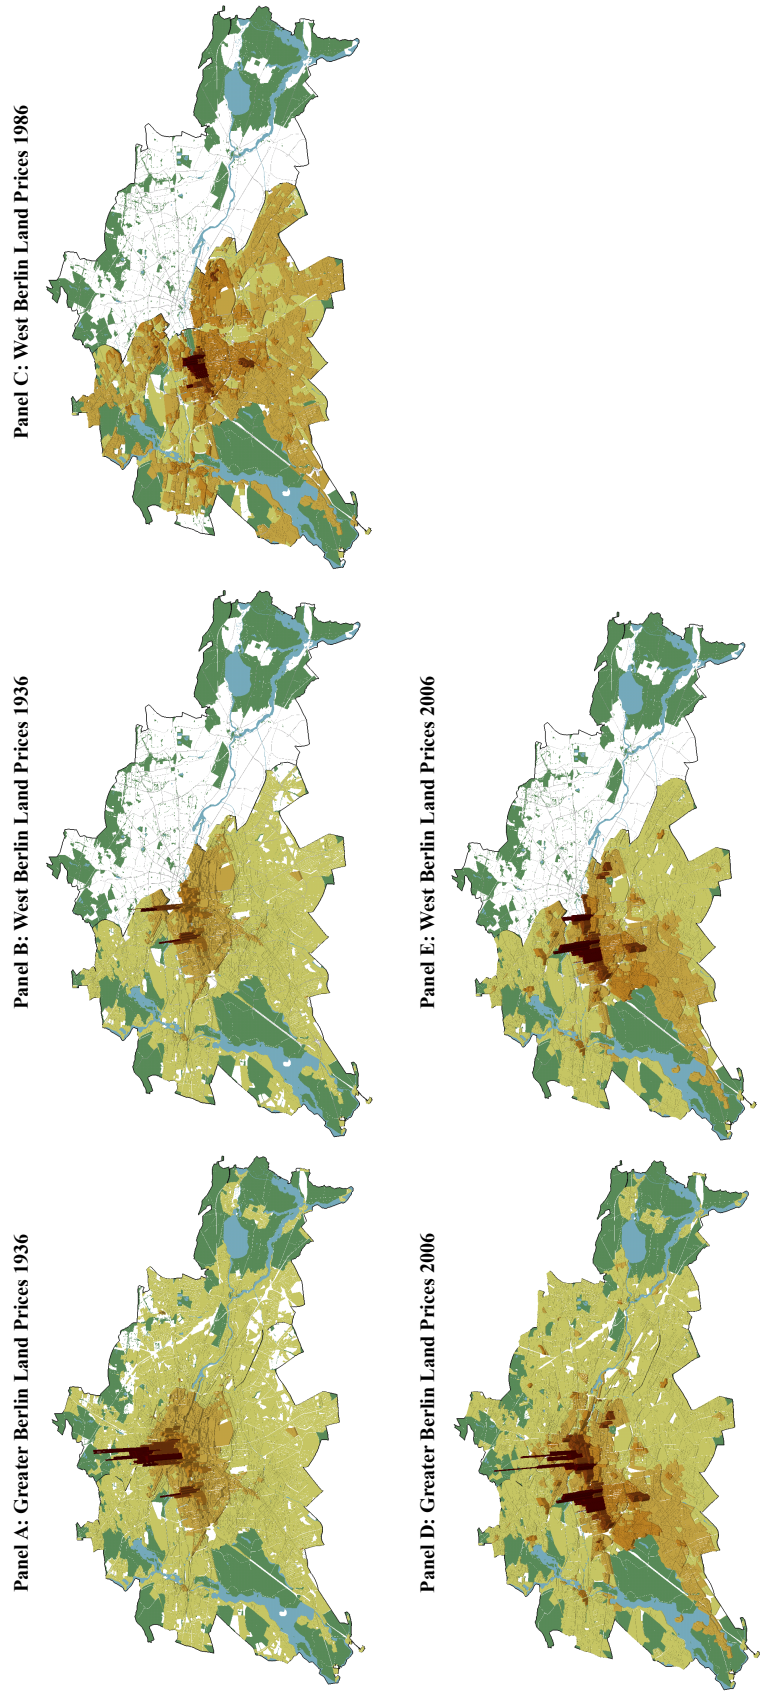 Panel A: Greater Berlin Land Prices 1936
Panel B: West Berlin Land Prices 1936
Panel C: West Berlin Land Prices 1986
Panel D: Greater Berlin Land Prices 2006
Panel E: West Berlin Land Prices 2006